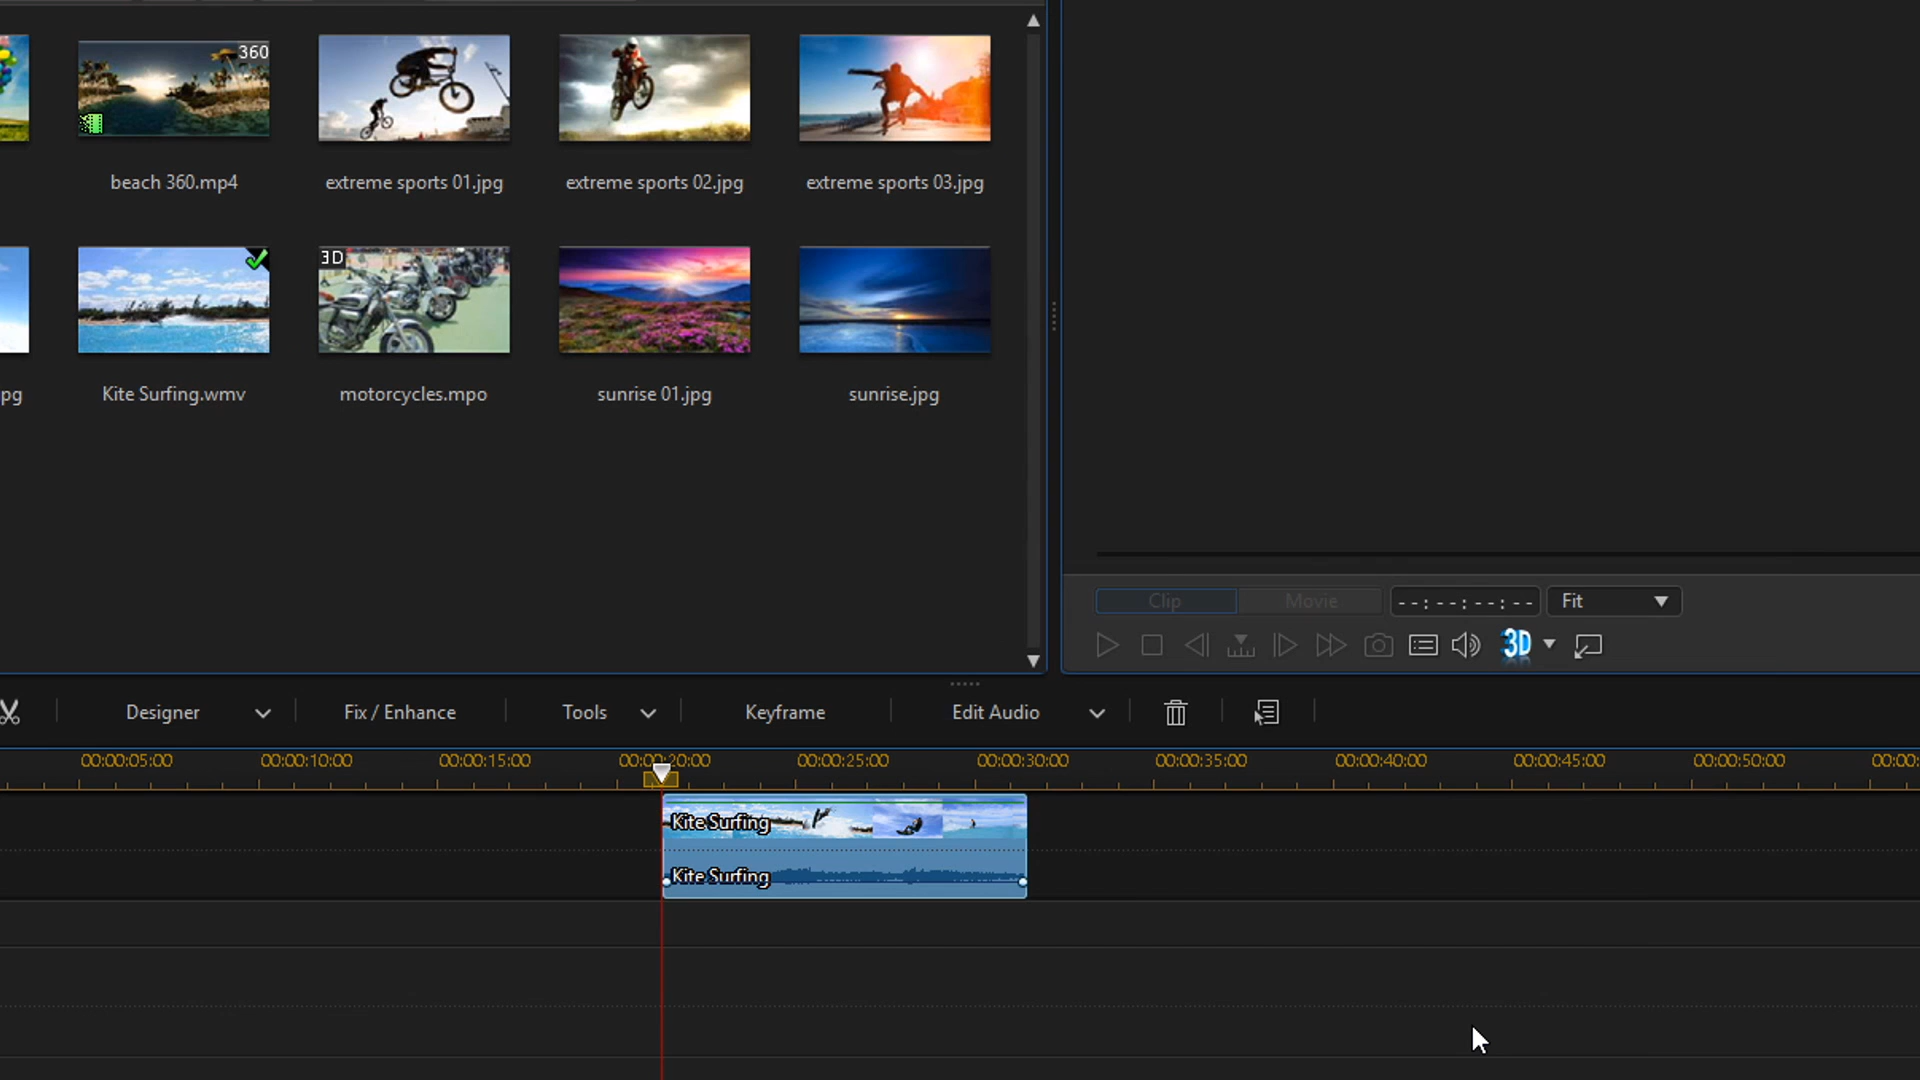 360
beach 360.mp4
extreme sports 01.jpg
extreme sports 02.jpg
extreme sports 03.jpg
3D
pg
Kite Surfing.wmv
motorcycles.mpo
sunrise 01.jpg
sunrise.jpg
Clip
Movie
--:--:--:--
Fit
3D
Designer
Fix / Enhance
Tools
Keyframe
Edit Audio
00:00:05:00
00:00:10:00
00:00:15:00
00:00:20:00
00:00:25:00
00:00:30:00
00:00:35:00
00:00:40:00
00:00:45:00
00:00:50:00
00:00:
Kite Surfing
Kite Surfing